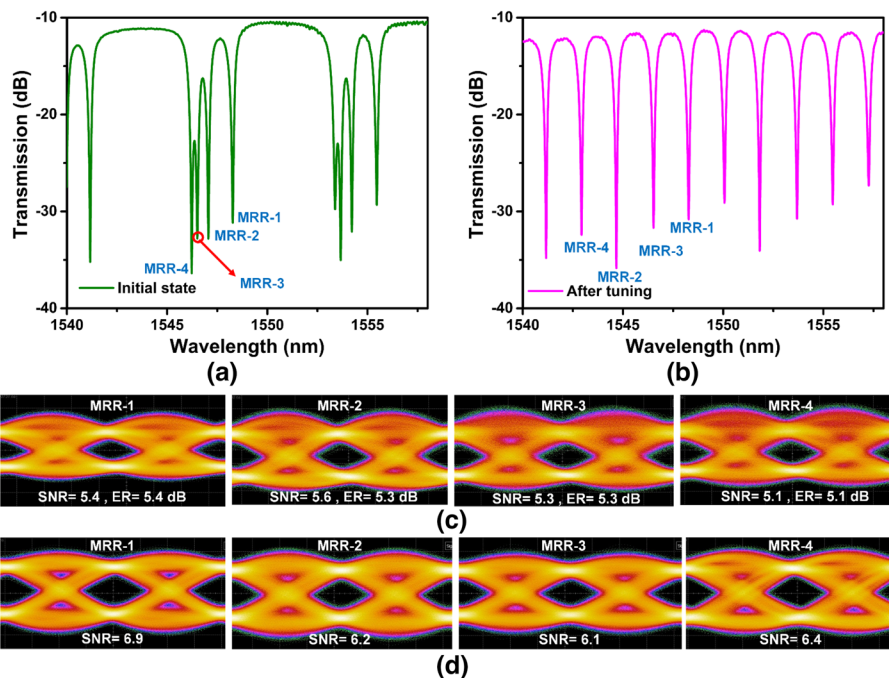 -10
-20
-30
-40
Transmission (dB)
MRR-1
MRR-2
MRR-4
MRR-3
Initial state
1540
1545
1550
1555
Wavelength (nm)
(a)
-10
-20
-30
-40
Transmission (dB)
MRR-1
MRR-4
MRR-3
MRR-2
After tuning
1540
1545
1550
1555
Wavelength (nm)
(b)
MRR-1
SNR= 5.4 , ER= 5.4 dB
MRR-2
SNR= 5.6 , ER= 5.3 dB
MRR-3
SNR= 5.3 , ER= 5.3 dB
MRR-4
SNR= 5.1 , ER= 5.1 dB
(c)
MRR-1
SNR= 6.9
MRR-2
SNR= 6.2
MRR-3
SNR= 6.1
MRR-4
SNR= 6.4
(d)